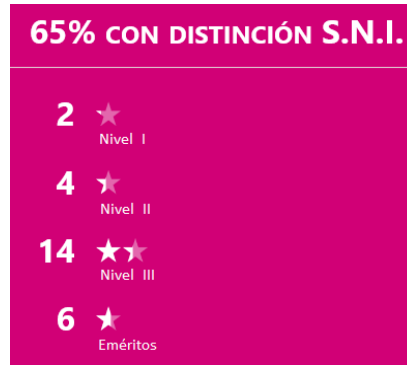 65% CON DISTINCIÓN S.N.I.
2
Nivel I
4
Nivel II
14
Nivel III
6
Eméritos